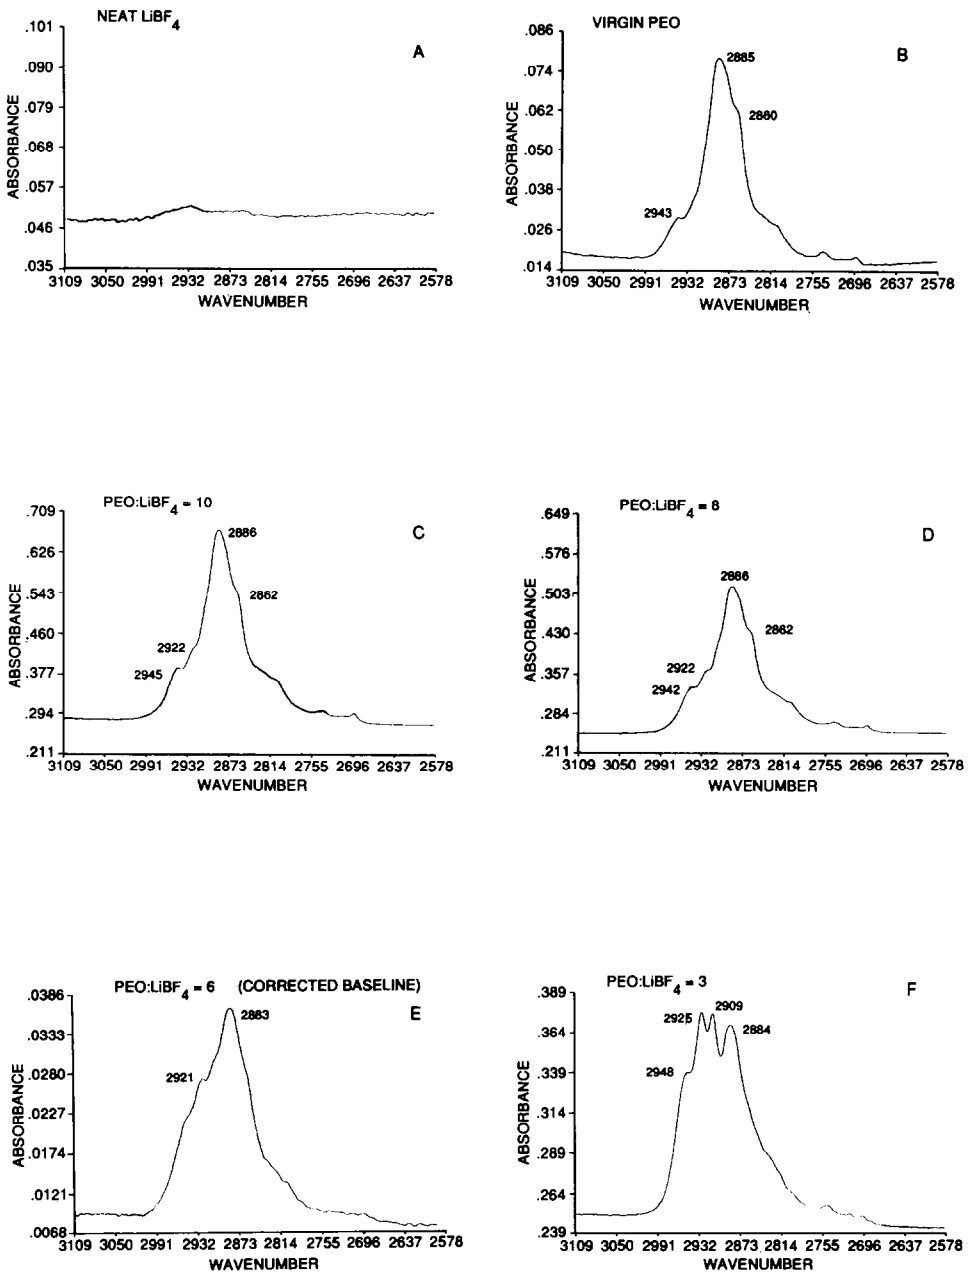 NEAT LiBF4
A
.101
.090
.079
.068
.057
.046
.035
ABSORBANCE
3109 3050 2991 2932 2873 2814 2755 2696 2637 2578
WAVENUMBER
VIRGIN PEO
B
.086
.074
.062
.050
.038
.026
.014
ABSORBANCE
2885
2860
2943
3109 3050 2991 2932 2873 2814 2755 2696 2637 2578
WAVENUMBER
PEO:LiBF4 = 10
C
.709
.626
.543
.460
.377
.294
.211
ABSORBANCE
2886
2862
2922
2945
3109 3050 2991 2932 2873 2814 2755 2696 2637 2578
WAVENUMBER
PEO:LiBF4 = 8
D
.649
.576
.503
.430
.357
.284
.211
ABSORBANCE
2886
2862
2922
2942
3109 3050 2991 2932 2873 2814 2755 2696 2637 2578
WAVENUMBER
PEO:LiBF4 = 6 (CORRECTED BASELINE)
E
.0386
.0333
.0280
.0227
.0174
.0121
.0068
ABSORBANCE
2883
2921
3109 3050 2991 2932 2873 2814 2755 2696 2637 2578
WAVENUMBER
PEO:LiBF4 = 3
F
.389
.364
.339
.314
.289
.264
.239
ABSORBANCE
2925
2909
2884
2948
3109 3050 2991 2932 2873 2814 2755 2696 2637 2578
WAVENUMBER